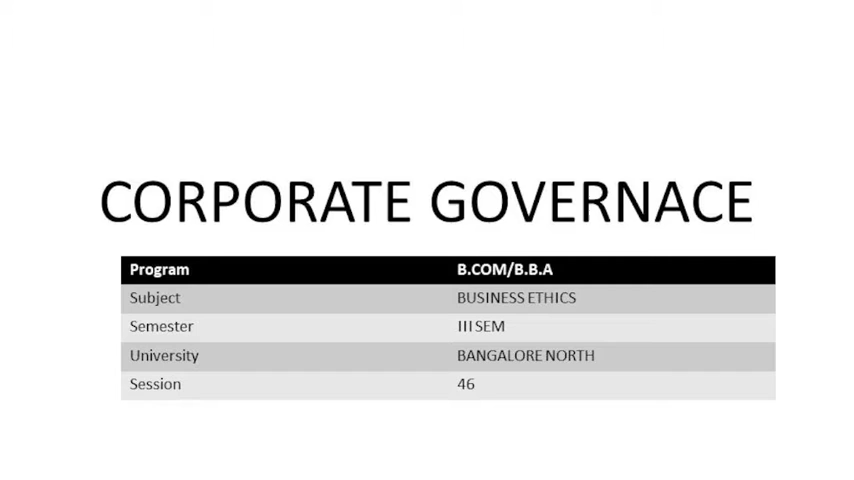 CORPORATE GOVERNACE
Program B.COM/B.B.A
Subject BUSINESS ETHICS
Semester III SEM
University BANGALORE NORTH
Session 46